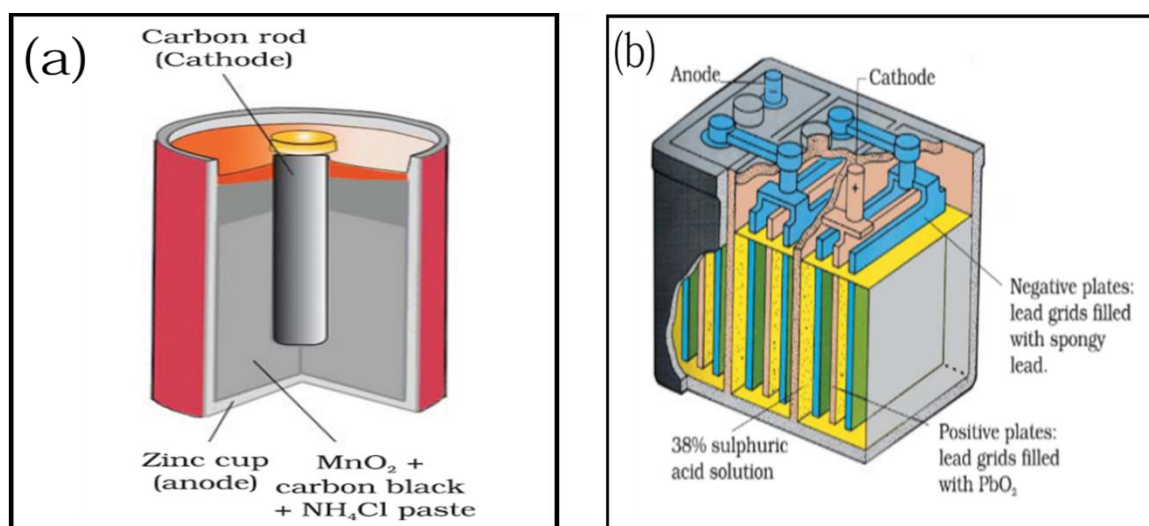 (a)
Carbon rod
(Cathode)
Zinc cup
(anode)
MnO₂ +
carbon black
+ NH₄Cl paste
(b)
Anode
Cathode
-
+
Negative plates:
lead grids filled
with spongy
lead.
38% sulphuric
acid solution
Positive plates:
lead grids filled
with PbO₂